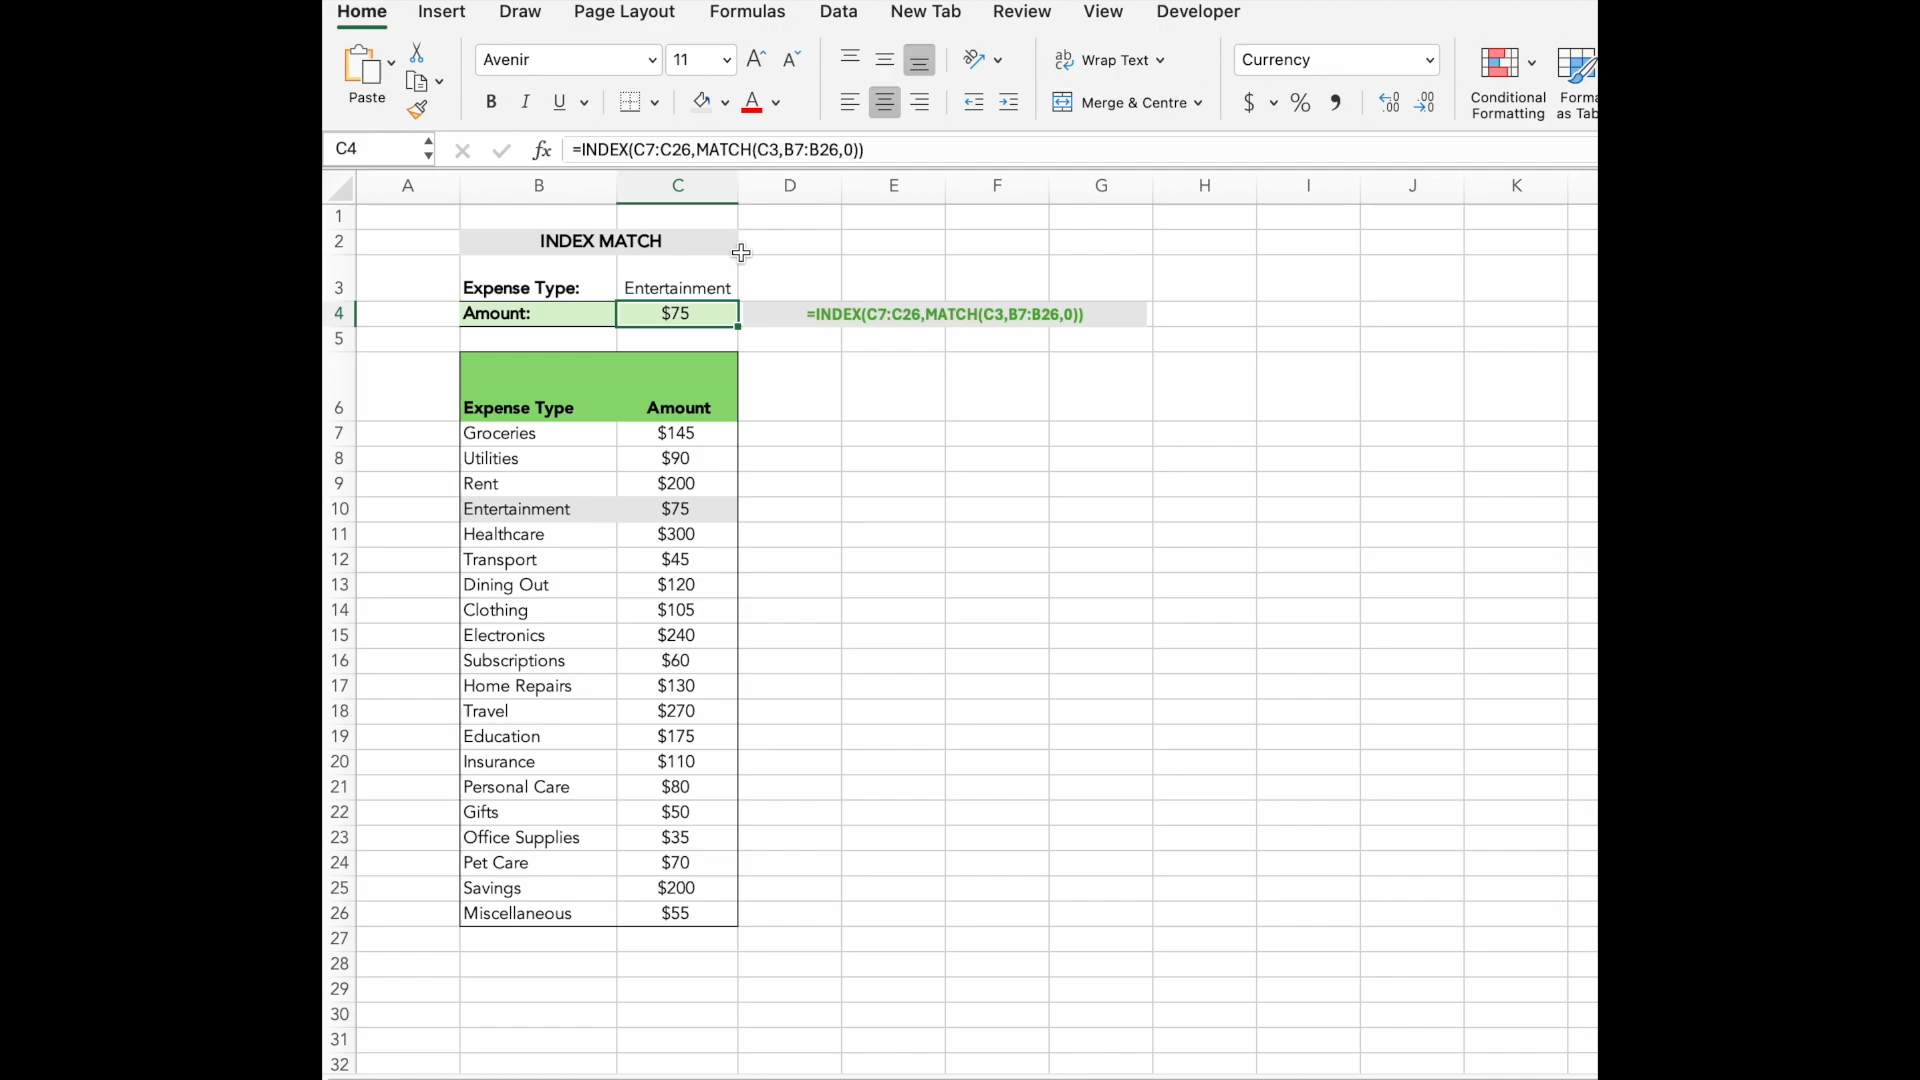 Home Insert Draw Page Layout Formulas Data New Tab Review View Developer
Paste
Avenir 11
B I U A
ab Wrap Text
Merge & Centre
Currency
$ % 9
Conditional Formatting
Forma
as Tab
C4 fx =INDEX(C7:C26,MATCH(C3,B7:B26,0))
A B C D E F G H I J K
1
2 INDEX MATCH
3 Expense Type: Entertainment
4 Amount: $75 =INDEX(C7:C26,MATCH(C3,B7:B26,0))
5
6 Expense Type Amount
7 Groceries $145
8 Utilities $90
9 Rent $200
10 Entertainment $75
11 Healthcare $300
12 Transport $45
13 Dining Out $120
14 Clothing $105
15 Electronics $240
16 Subscriptions $60
17 Home Repairs $130
18 Travel $270
19 Education $175
20 Insurance $110
21 Personal Care $80
22 Gifts $50
23 Office Supplies $35
24 Pet Care $70
25 Savings $200
26 Miscellaneous $55
27
28
29
30
31
32